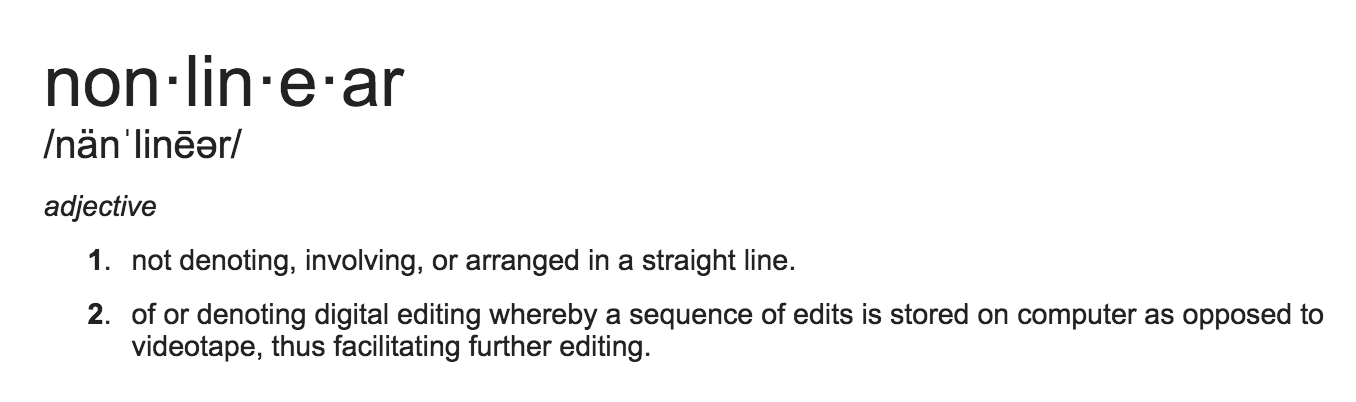 non·lin·e·ar
/nänˈlinēər/
adjective
1. not denoting, involving, or arranged in a straight line.
2. of or denoting digital editing whereby a sequence of edits is stored on computer as opposed to
videotape, thus facilitating further editing.